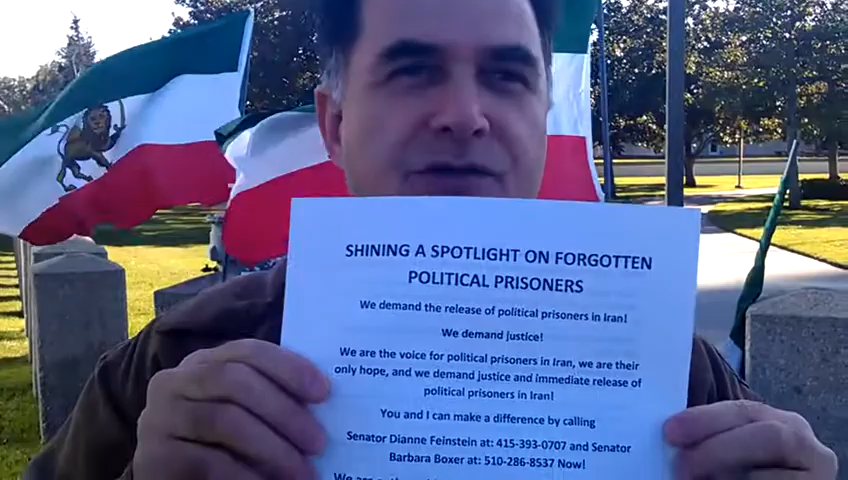 SHINING A SPOTLIGHT ON FORGOTTEN
POLITICAL PRISONERS
We demand the release of political prisoners in Iran!
We demand justice!
We are the voice for political prisoners in Iran, we are their
only hope, and we demand justice and immediate release of
political prisoners in Iran!
You and I can make a difference by calling
Senator Dianne Feinstein at: 415-393-0707 and Senator
Barbara Boxer at: 510-286-8537 Now!
We are